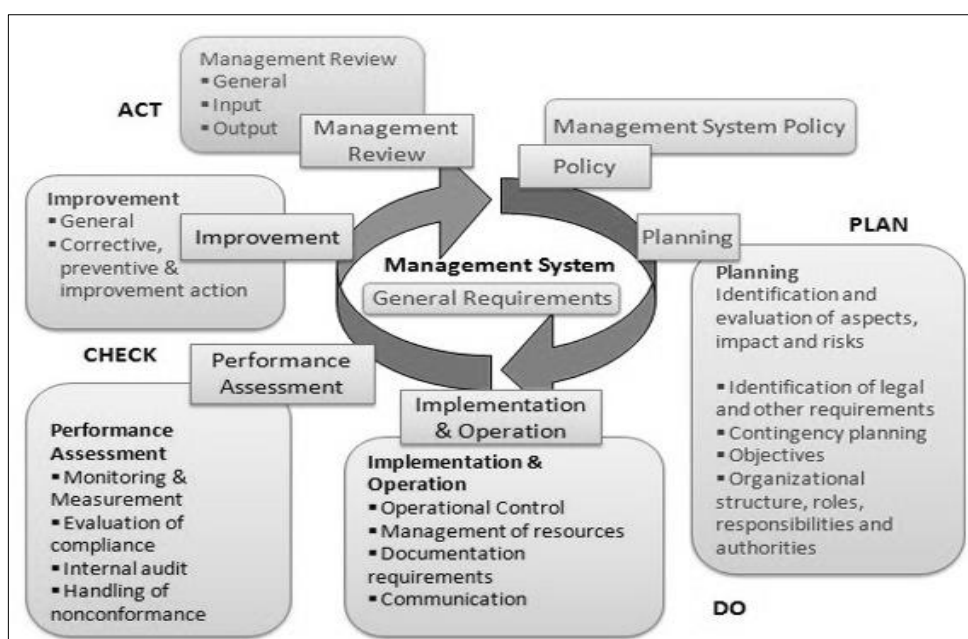 ACT
Management Review
▪ General
▪ Input
▪ Output
Management
Review
Management System Policy
Policy
PLAN
Planning
Planning
Identification and
evaluation of aspects,
impact and risks
▪ Identification of legal
and other requirements
▪ Contingency planning
▪ Objectives
▪ Organizational
structure, roles,
responsibilities and
authorities
Improvement
▪ General
▪ Corrective,
preventive &
improvement action
Improvement
Management System
General Requirements
CHECK
Performance
Assessment
Performance
Assessment
▪ Monitoring &
Measurement
▪ Evaluation of
compliance
▪ Internal audit
▪ Handling of
nonconformance
Implementation
& Operation
Implementation &
Operation
▪ Operational Control
▪ Management of resources
▪ Documentation
requirements
▪ Communication
DO